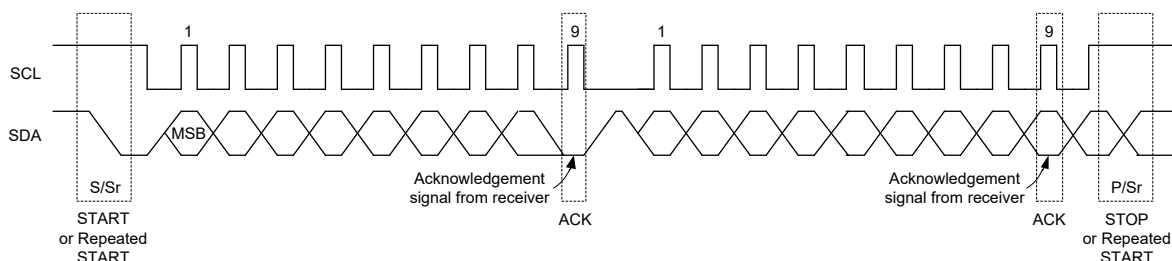 1 9 1 9
SCL
SDA
MSB
S/Sr
START
or Repeated
START
Acknowledgement
signal from receiver
ACK
Acknowledgement
signal from receiver
ACK
P/Sr
STOP
or Repeated
START